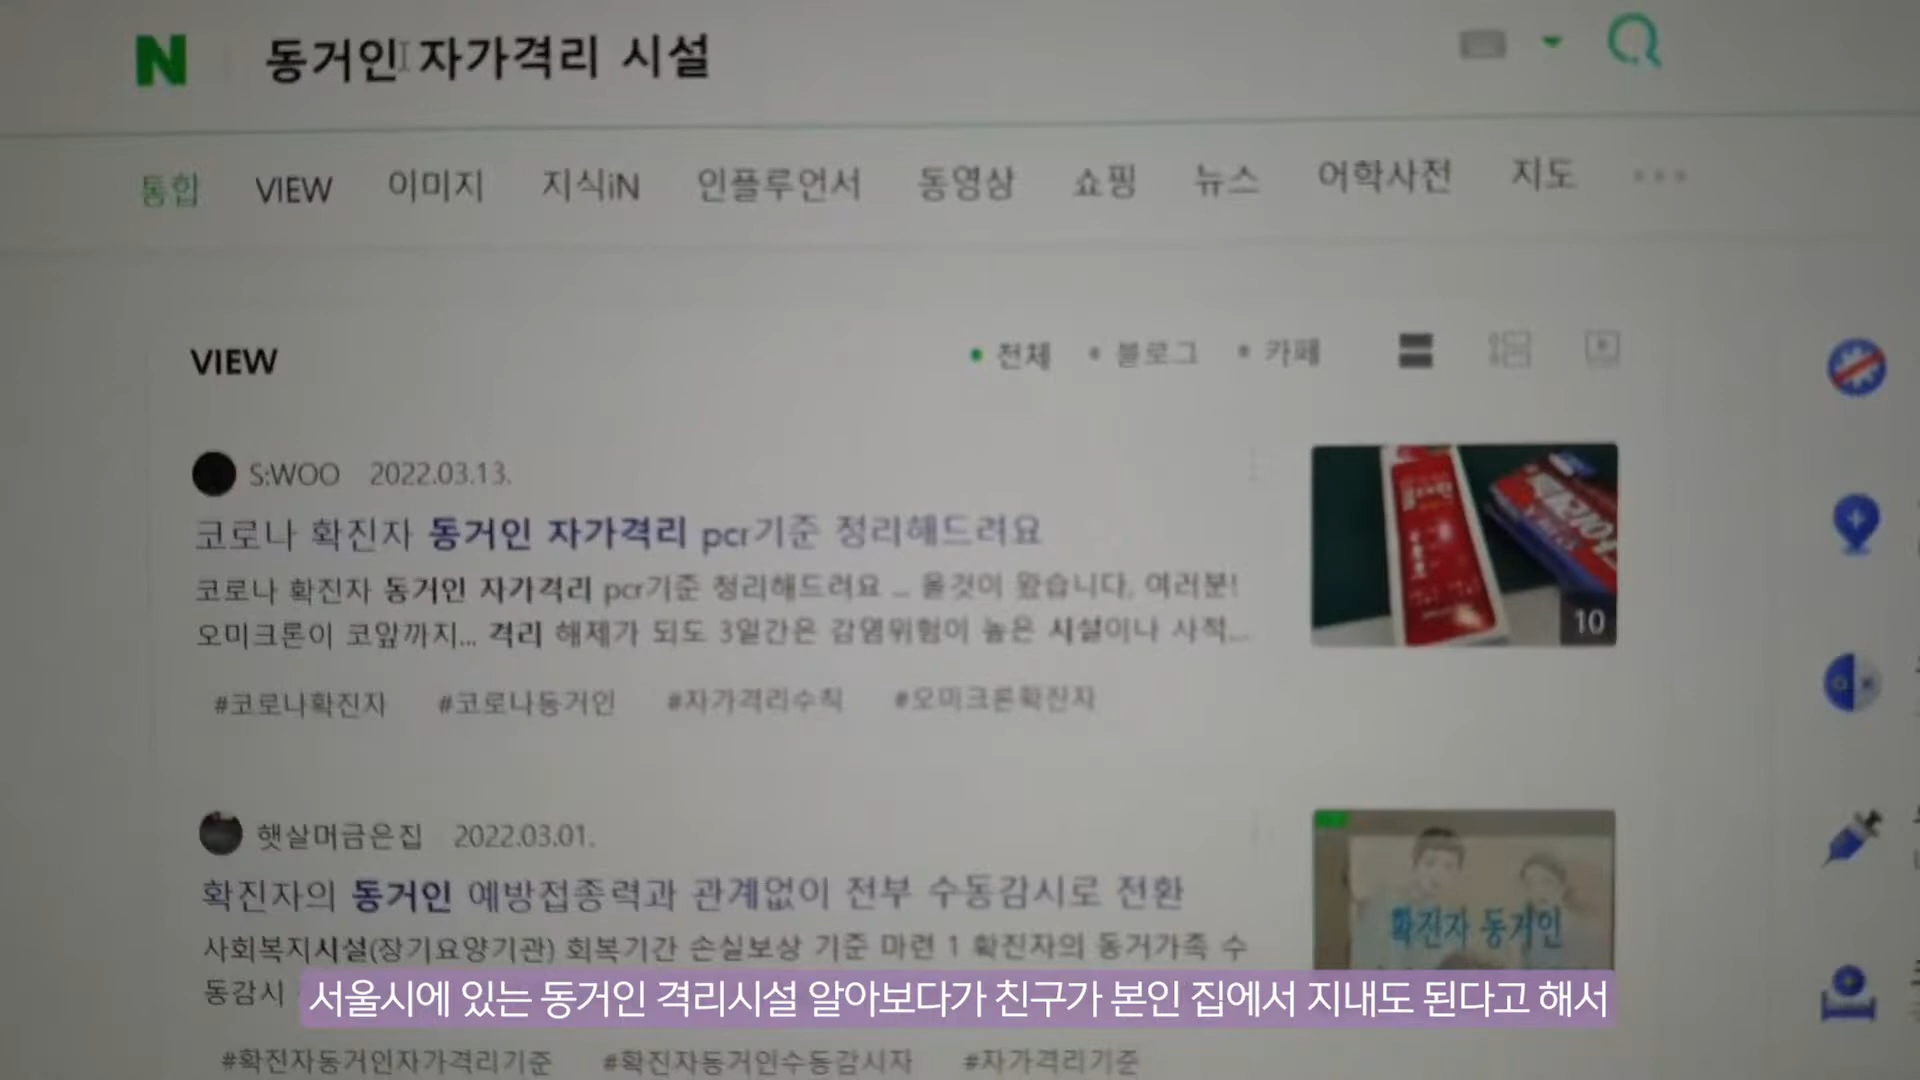 N 동거인 자가격리 시설
통합 VIEW 이미지 지식iN 인플루언서 동영상 쇼핑 뉴스 어학사전 지도
VIEW
전체 블로그 카페
S:WOO 2022.03.13.
코로나 확진자 동거인 자가격리 pcr기준 정리해드려요
코로나 확진자 동거인 자가격리 pcr기준 정리해드려요 ... 올것이 왔습니다, 여러분!
오미크론이 코앞까지... 격리 해제가 되도 3일간은 감염위험이 높은 시설이나 사적...
10
#코로나확진자 #코로나동거인 #자가격리수칙 #오미크론확진자
햇살머금은집 2022.03.01.
확진자의 동거인 예방접종력과 관계없이 전부 수동감시로 전환
사회복지시설(장기요양기관) 회복기간 손실보상 기준 마련 1 확진자의 동거가족 수
동감시
확진자 동거인
서울시에 있는 동거인 격리시설 알아보다가 친구가 본인 집에서 지내도 된다고 해서
#확진자동거인자가격리기준 #확진자동거인수동감시자 #자가격리기준